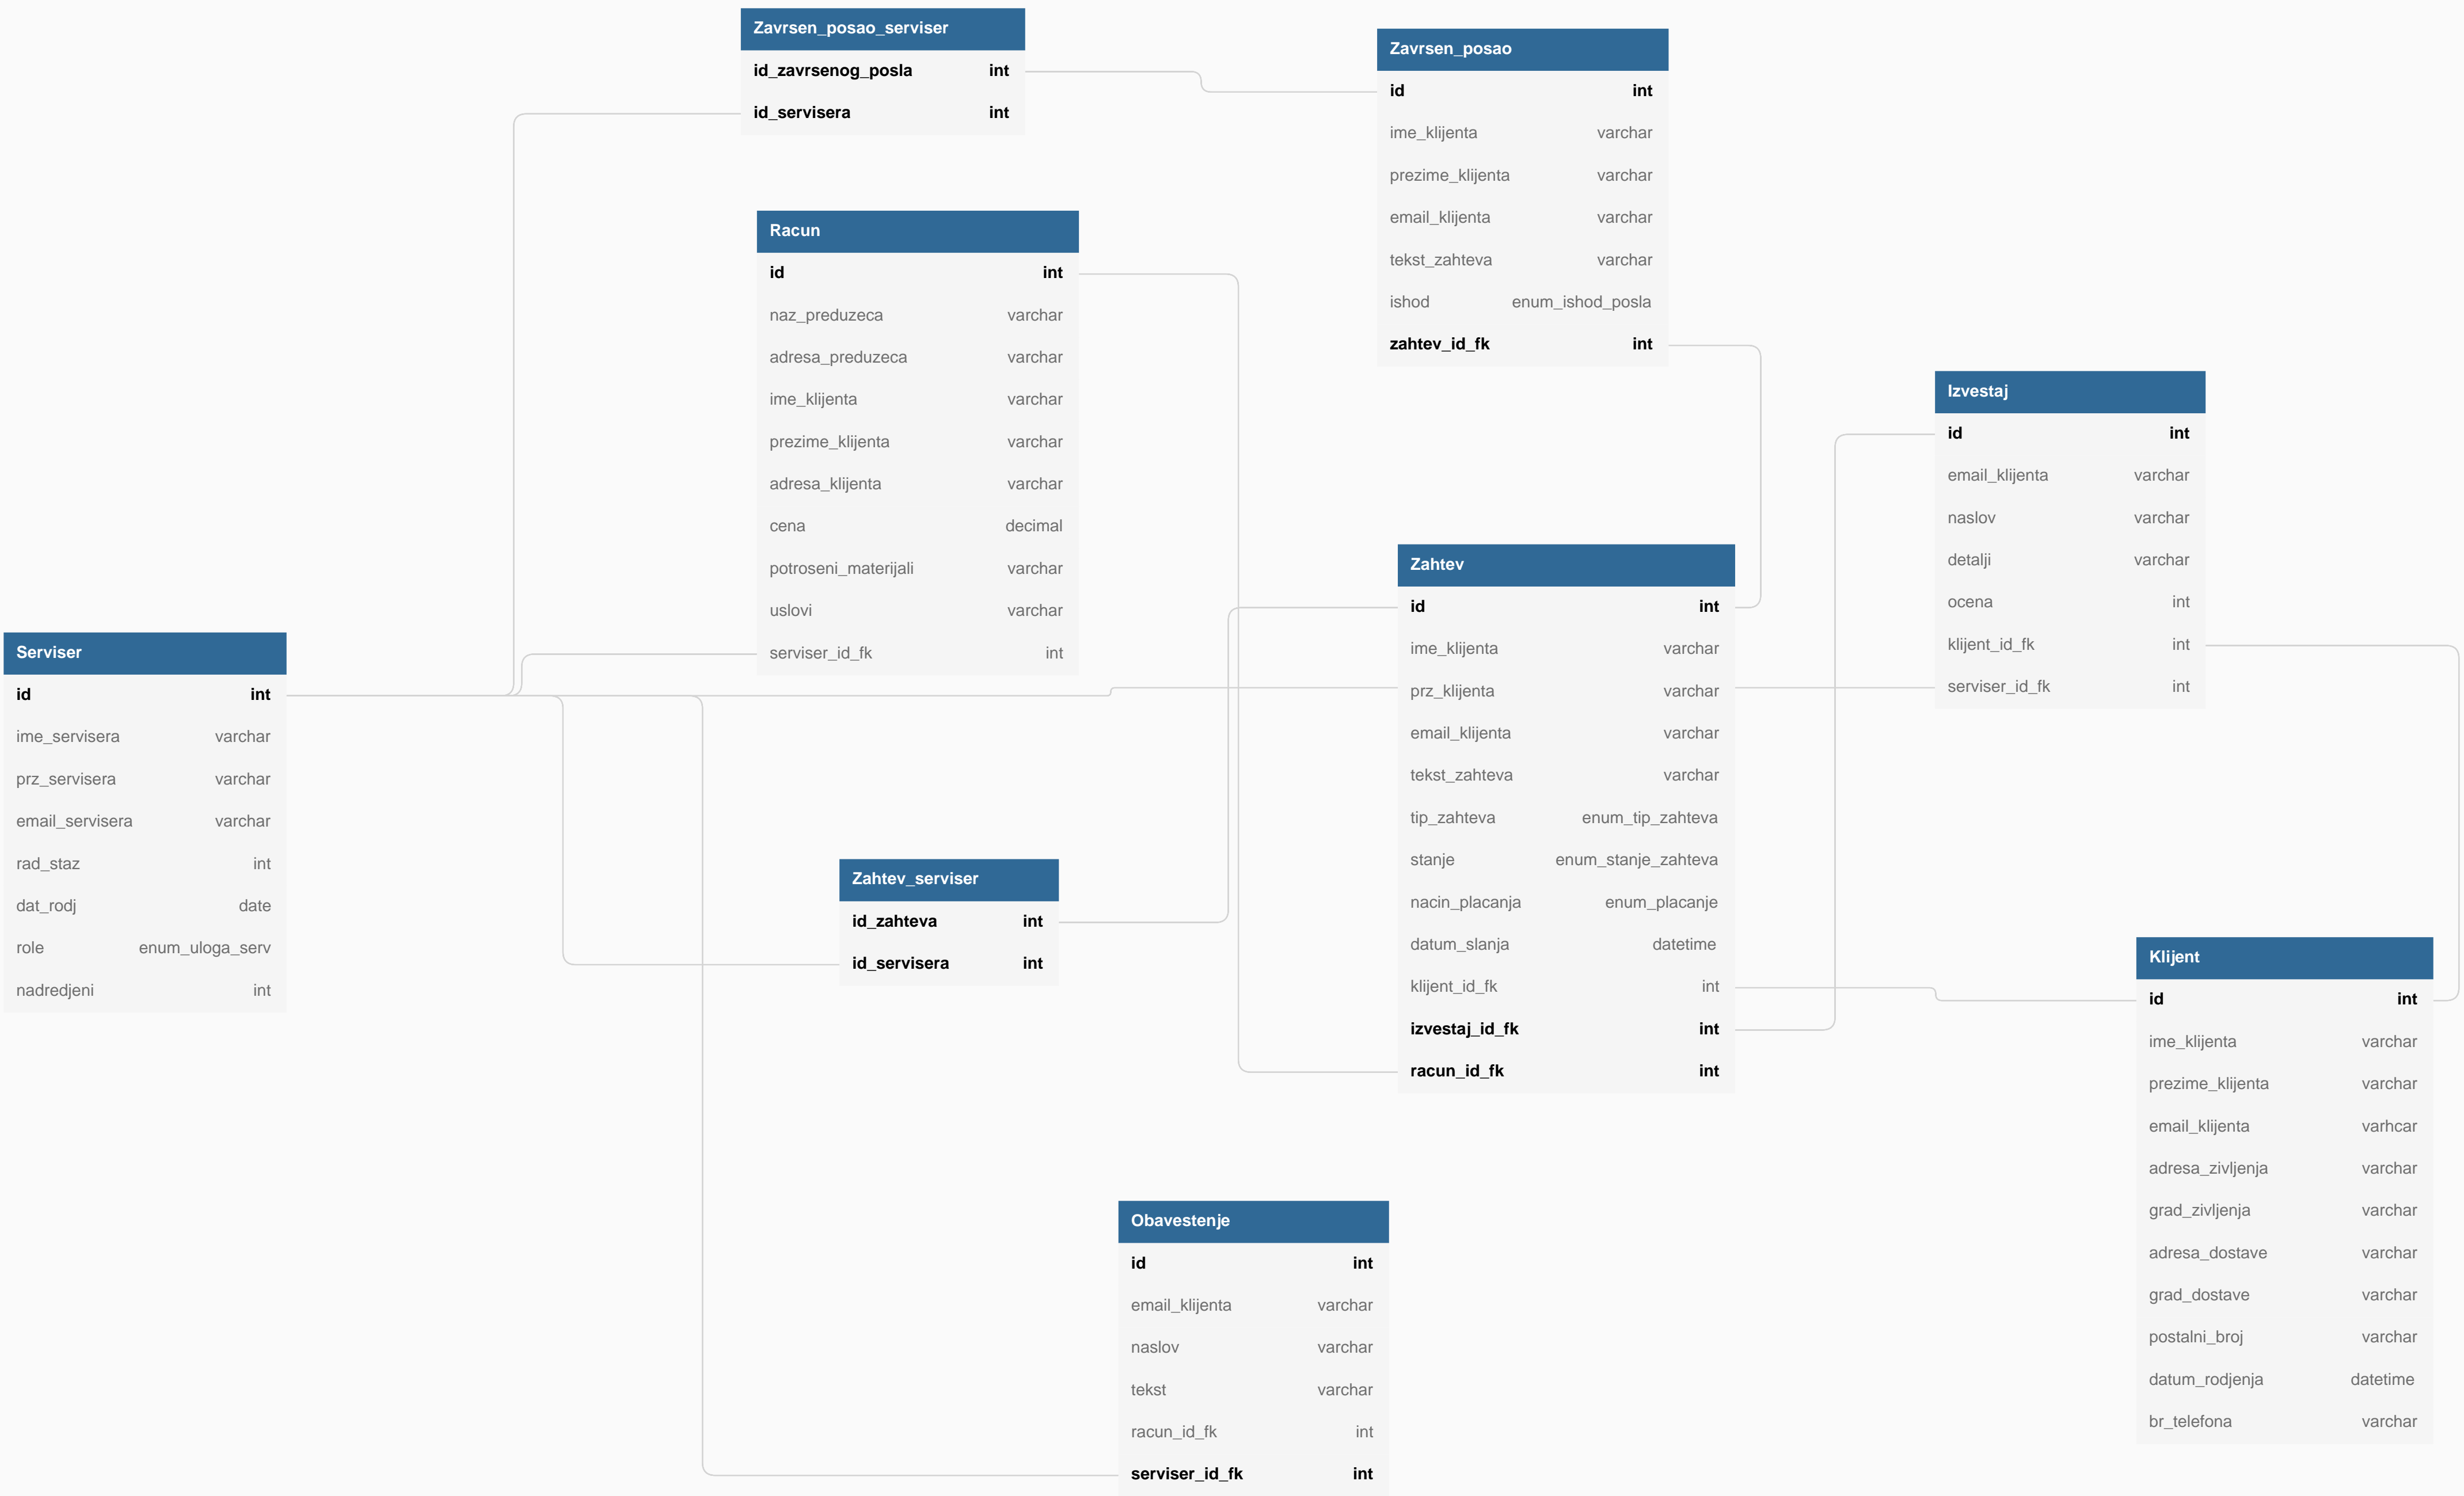 Zavrsen_posao_serviser
id_zavrsenog_posla int
id_servisera int
Zavrsen_posao
id int
ime_klijenta varchar
prezime_klijenta varchar
email_klijenta varchar
tekst_zahteva varchar
ishod enum_ishod_posla
zahtev_id_fk int
Racun
id int
naz_preduzeca varchar
adresa_preduzeca varchar
ime_klijenta varchar
prezime_klijenta varchar
adresa_klijenta varchar
cena decimal
potroseni_materijali varchar
uslovi varchar
serviser_id_fk int
Izvestaj
id int
email_klijenta varchar
naslov varchar
detalji varchar
ocena int
klijent_id_fk int
serviser_id_fk int
Zahtev
id int
ime_klijenta varchar
prz_klijenta varchar
email_klijenta varchar
tekst_zahteva varchar
tip_zahteva enum_tip_zahteva
stanje enum_stanje_zahteva
nacin_placanja enum_placanje
datum_slanja datetime
klijent_id_fk int
izvestaj_id_fk int
racun_id_fk int
Serviser
id int
ime_servisera varchar
prz_servisera varchar
email_servisera varchar
rad_staz int
dat_rodj date
role enum_uloga_serv
nadredjeni int
Zahtev_serviser
id_zahteva int
id_servisera int
Klijent
id int
ime_klijenta varchar
prezime_klijenta varchar
email_klijenta varhcar
adresa_zivljenja varchar
grad_zivljenja varchar
adresa_dostave varchar
grad_dostave varchar
postalni_broj varchar
datum_rodjenja datetime
br_telefona varchar
Obavestenje
id int
email_klijenta varchar
naslov varchar
tekst varchar
racun_id_fk int
serviser_id_fk int